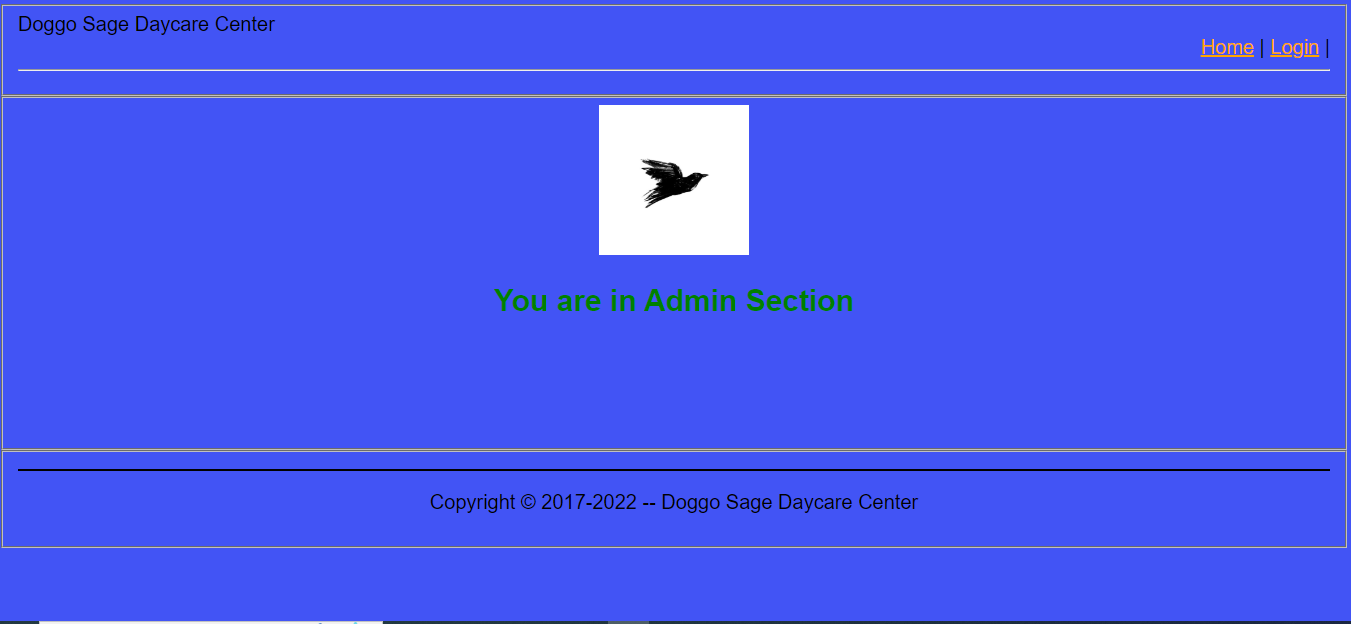 Doggo Sage Daycare Center
Home | Login |
You are in Admin Section
Copyright © 2017-2022 -- Doggo Sage Daycare Center